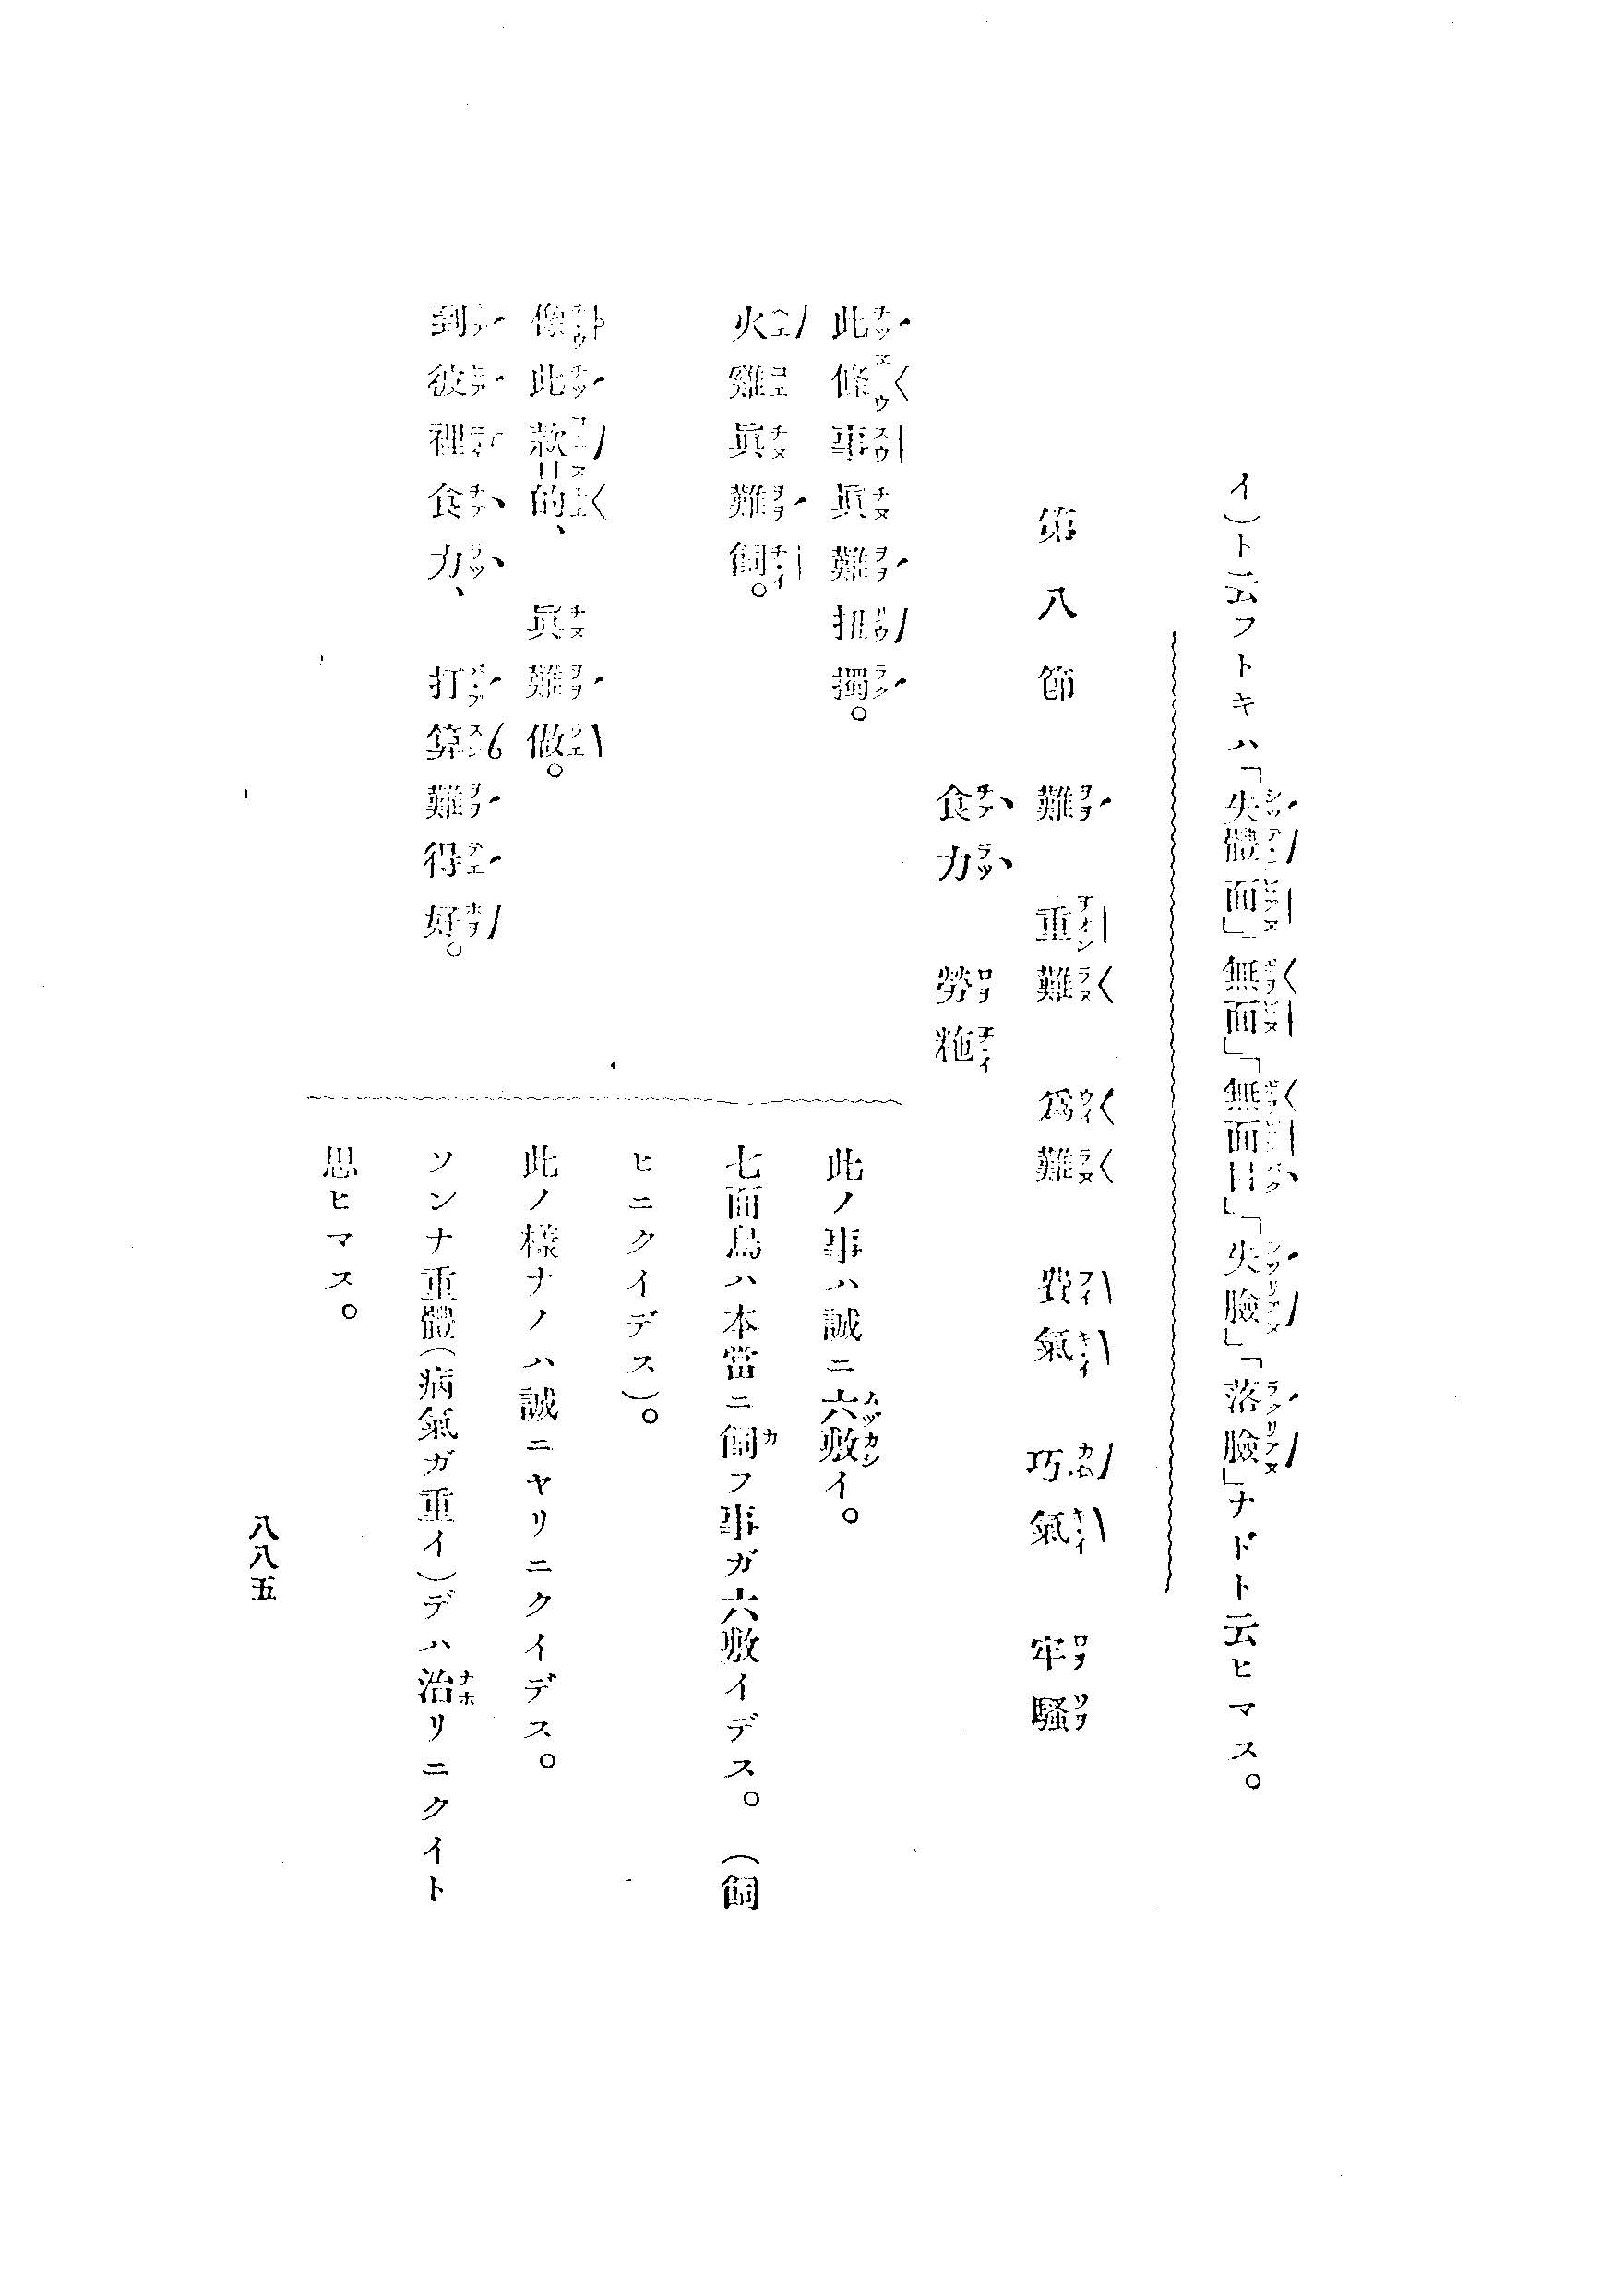 イ)ト云フトキハ「失體面」無面」「無面目」「失臉」「落臉」ナドト云ヒマス。
第八節 難 重難 爲難 費氣 巧氣 牢騷
食力 勞粚
此條事眞難抯擉。
此ノ事ハ誠ニ六敷イ。
火雞眞難飼。
七面鳥ハ本當ニ飼フ事ガ六敷イデス。(飼
ヒニクイデス)。
像此款的、眞難做。
此ノ樣ナノハ誠ニヤリニクイデス。
到彼裡食力、打算難得好。
ソンナ重體(病氣ガ重イ)デハ治リニクイト
思ヒマス。
八八五